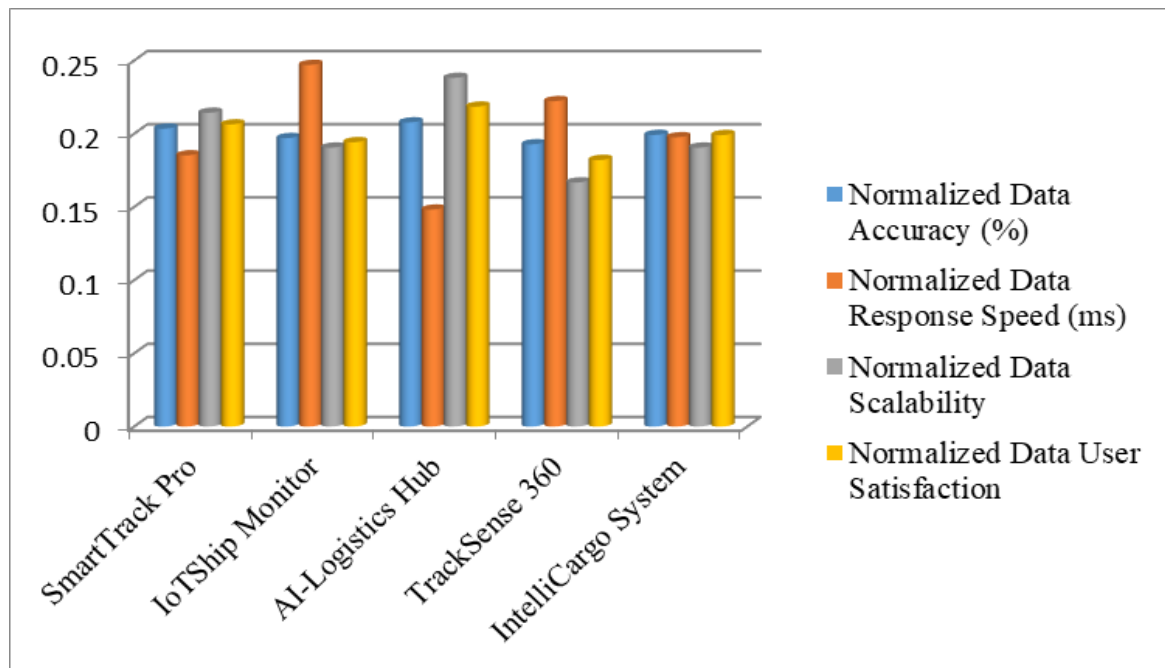 0.25
0.2
0.15
0.1
0.05
0
SmartTrack Pro
IoTShip Monitor
AI-Logistics Hub
TrackSense 360
IntelliCargo System
Normalized Data
Accuracy (%)
Normalized Data
Response Speed (ms)
Normalized Data
Scalability
Normalized Data User
Satisfaction